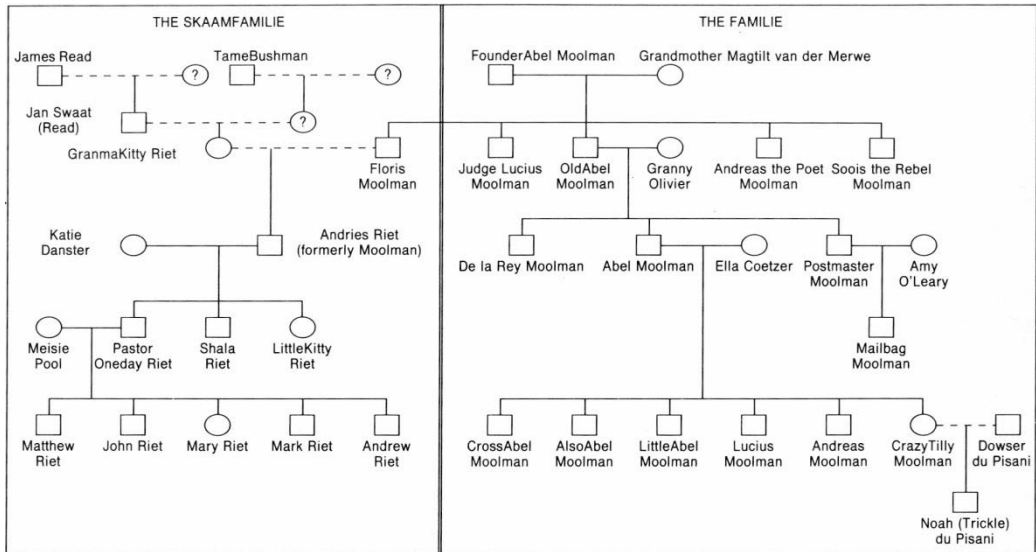 THE SKAAMFAMILIE
James Read
TameBushman
?
?
Jan Swaat
(Read)
?
GranmaKitty Riet
Floris
Moolman
Katie
Danster
Andries Riet
(formerly Moolman)
Meisie
Pool
Pastor
Oneday Riet
Shala
Riet
LittleKitty
Riet
Matthew
Riet
John Riet
Mary Riet
Mark Riet
Andrew
Riet
THE FAMILIE
FounderAbel Moolman
Grandmother Magtilt van der Merwe
Judge Lucius
Moolman
OldAbel
Moolman
Granny
Olivier
Andreas the Poet
Moolman
Soois the Rebel
Moolman
De la Rey Moolman
Abel Moolman
Ella Coetzer
Postmaster
Moolman
Amy
O'Leary
Mailbag
Moolman
CrossAbel
Moolman
AlsoAbel
Moolman
LittleAbel
Moolman
Lucius
Moolman
Andreas
Moolman
CrazyTilly
Moolman
Dowser
du Pisani
Noah (Trickle)
du Pisani